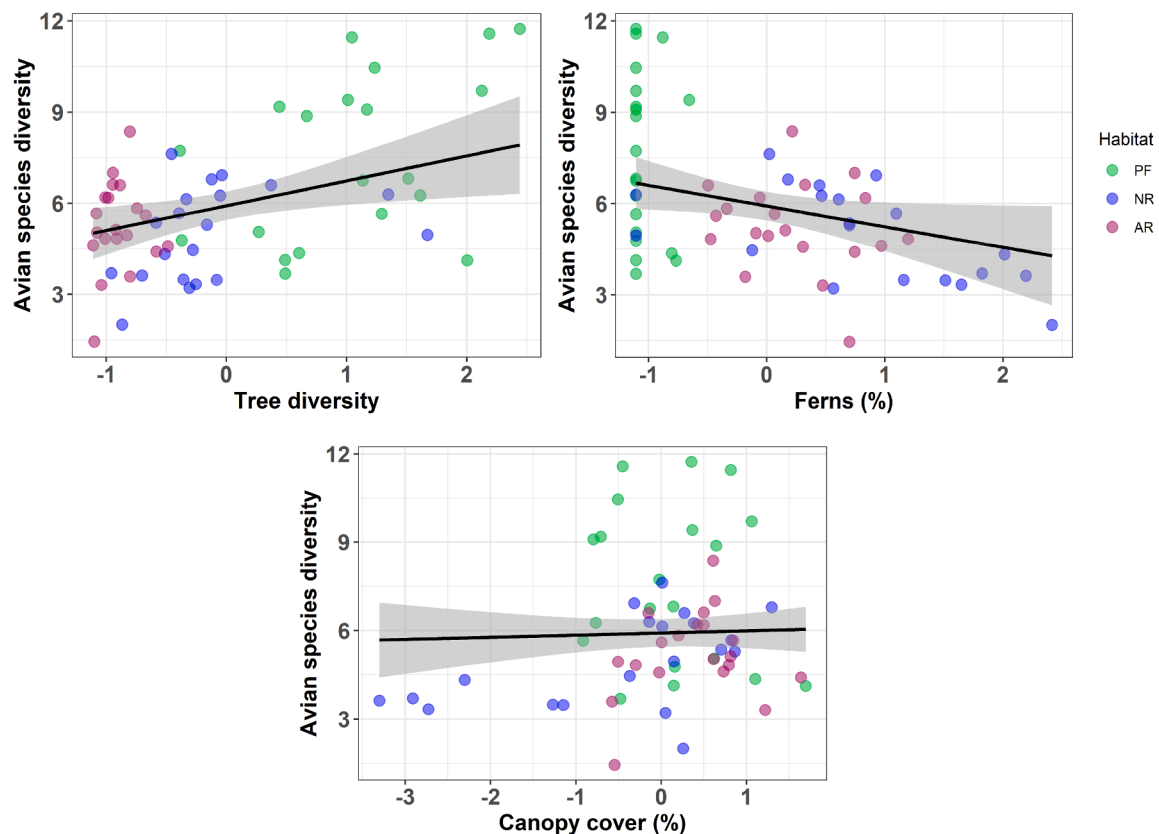 12
9
6
3
Avian species diversity
-1
0
1
2
Tree diversity
12
9
6
3
Avian species diversity
-1
0
1
2
Ferns (%)
Habitat
PF
NR
AR
12
9
6
3
Avian species diversity
-3
-2
-1
0
1
Canopy cover (%)